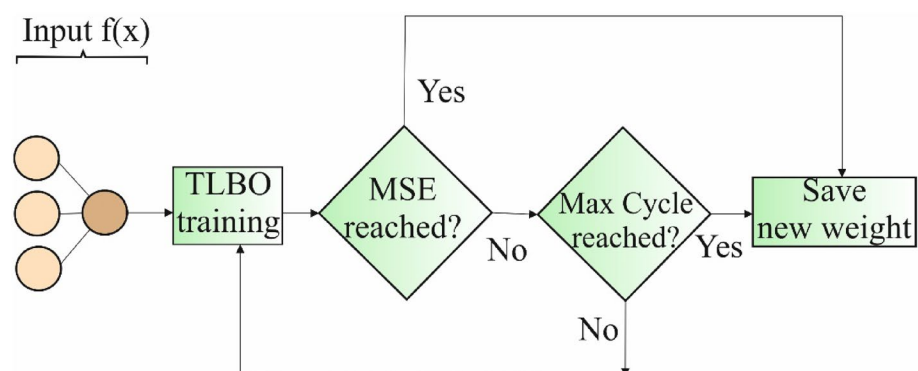 Input f(x)
Yes
TLBO
training
MSE
reached?
No
Max Cycle
reached?
Yes
Save
new weight
No